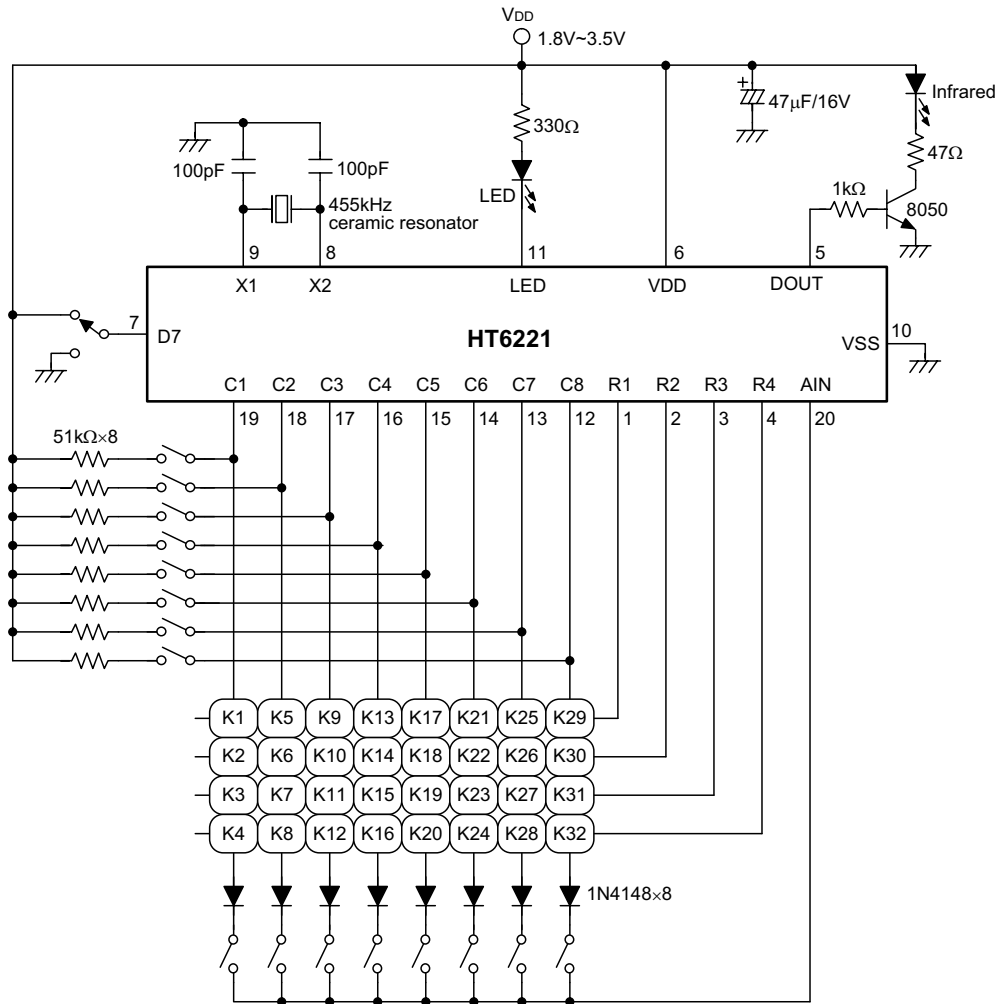 VDD
1.8V~3.5V
Infrared
47μF/16V
330Ω
47Ω
100pF
100pF
1kΩ
LED
8050
455kHz
ceramic resonator
9
8
11
6
5
X1
X2
LED
VDD
DOUT
7
D7
HT6221
10
VSS
C1
C2
C3
C4
C5
C6
C7
C8
R1
R2
R3
R4
AIN
19
18
17
16
15
14
13
12
1
2
3
4
20
51kΩ×8
K1
K5
K9
K13
K17
K21
K25
K29
K2
K6
K10
K14
K18
K22
K26
K30
K3
K7
K11
K15
K19
K23
K27
K31
K4
K8
K12
K16
K20
K24
K28
K32
1N4148×8